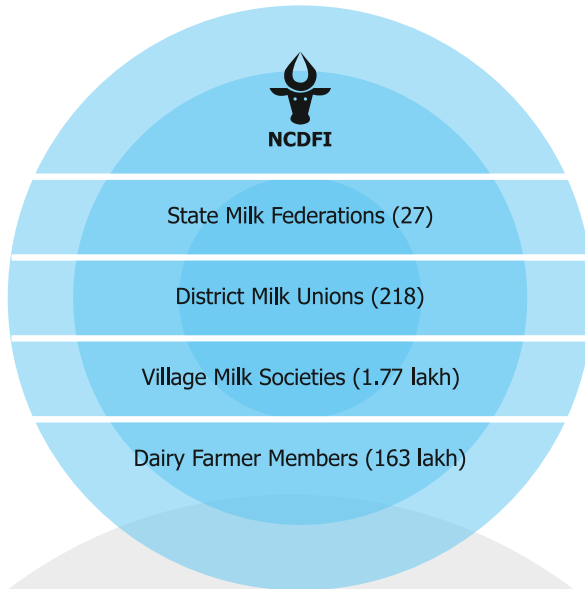 NCDFI
State Milk Federations (27)
District Milk Unions (218)
Village Milk Societies (1.77 lakh)
Dairy Farmer Members (163 lakh)